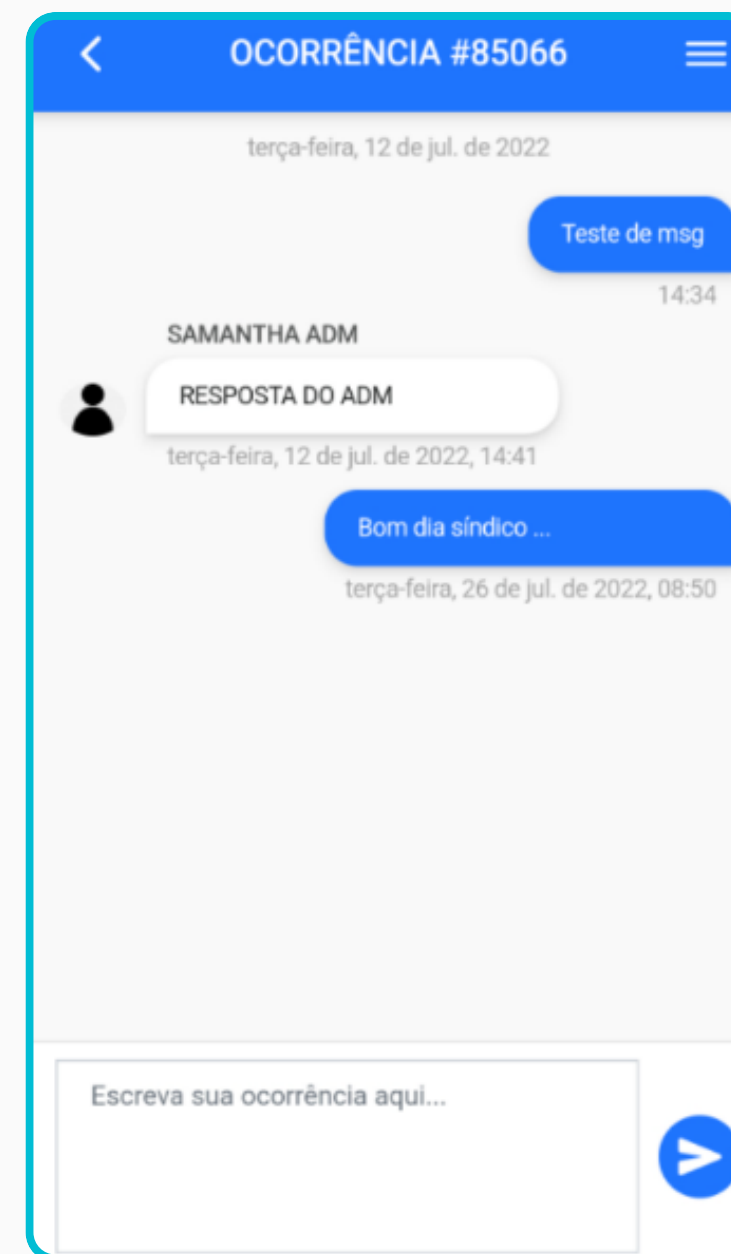 OCORRÊNCIA #85066
terça-feira, 12 de jul. de 2022
Teste de msg
14:34
SAMANTHA ADM
RESPOSTA DO ADM
terça-feira, 12 de jul. de 2022, 14:41
Bom dia síndico ...
terça-feira, 26 de jul. de 2022, 08:50
Escreva sua ocorrência aqui...